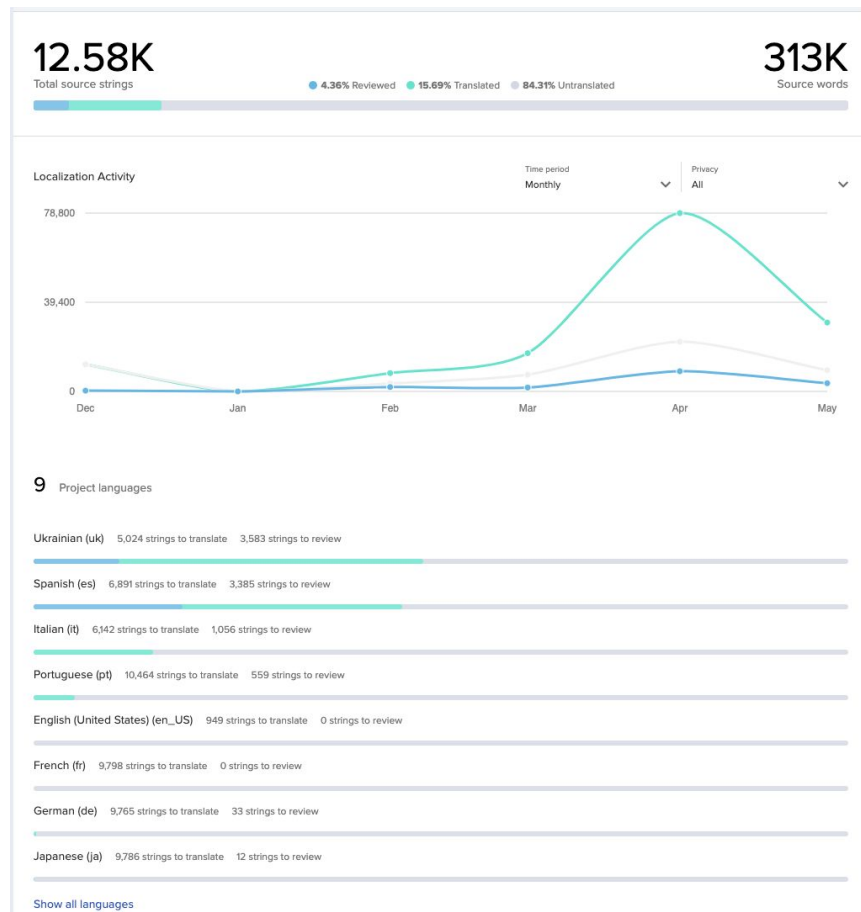 12.58K 313K
Total source strings 4.36% Reviewed 15.69% Translated 84.31% Untranslated Source words
Localization Activity
Time period
Monthly
Privacy
All
78,800
39,400
0
Dec Jan Feb Mar Apr May
9 Project languages
Ukrainian (uk) 5,024 strings to translate 3,583 strings to review
Spanish (es) 6,891 strings to translate 3,385 strings to review
Italian (it) 6,142 strings to translate 1,056 strings to review
Portuguese (pt) 10,464 strings to translate 559 strings to review
English (United States) (en_US) 949 strings to translate 0 strings to review
French (fr) 9,798 strings to translate 0 strings to review
German (de) 9,765 strings to translate 33 strings to review
Japanese (ja) 9,786 strings to translate 12 strings to review
Show all languages